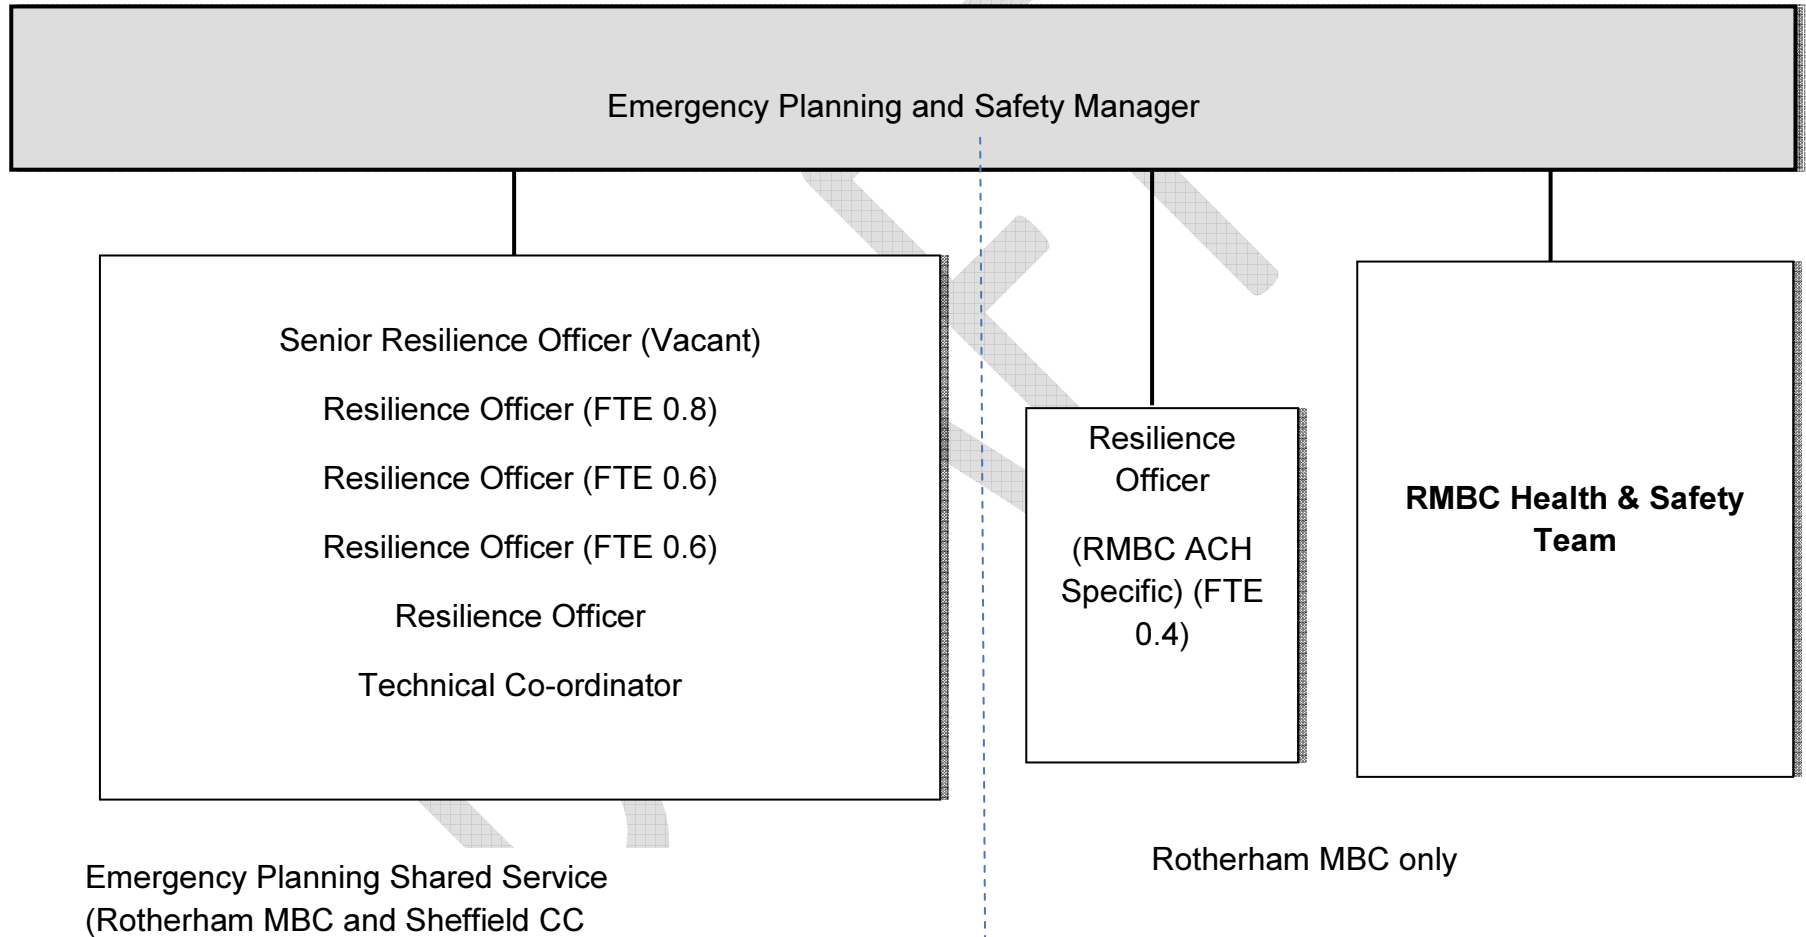 Emergency Planning and Safety Manager
Senior Resilience Officer (Vacant)
Resilience Officer (FTE 0.8)
Resilience Officer (FTE 0.6)
Resilience Officer (FTE 0.6)
Resilience Officer
Technical Co-ordinator
Resilience
Officer
(RMBC ACH
Specific) (FTE
0.4)
RMBC Health & Safety
Team
Emergency Planning Shared Service
(Rotherham MBC and Sheffield CC
Rotherham MBC only